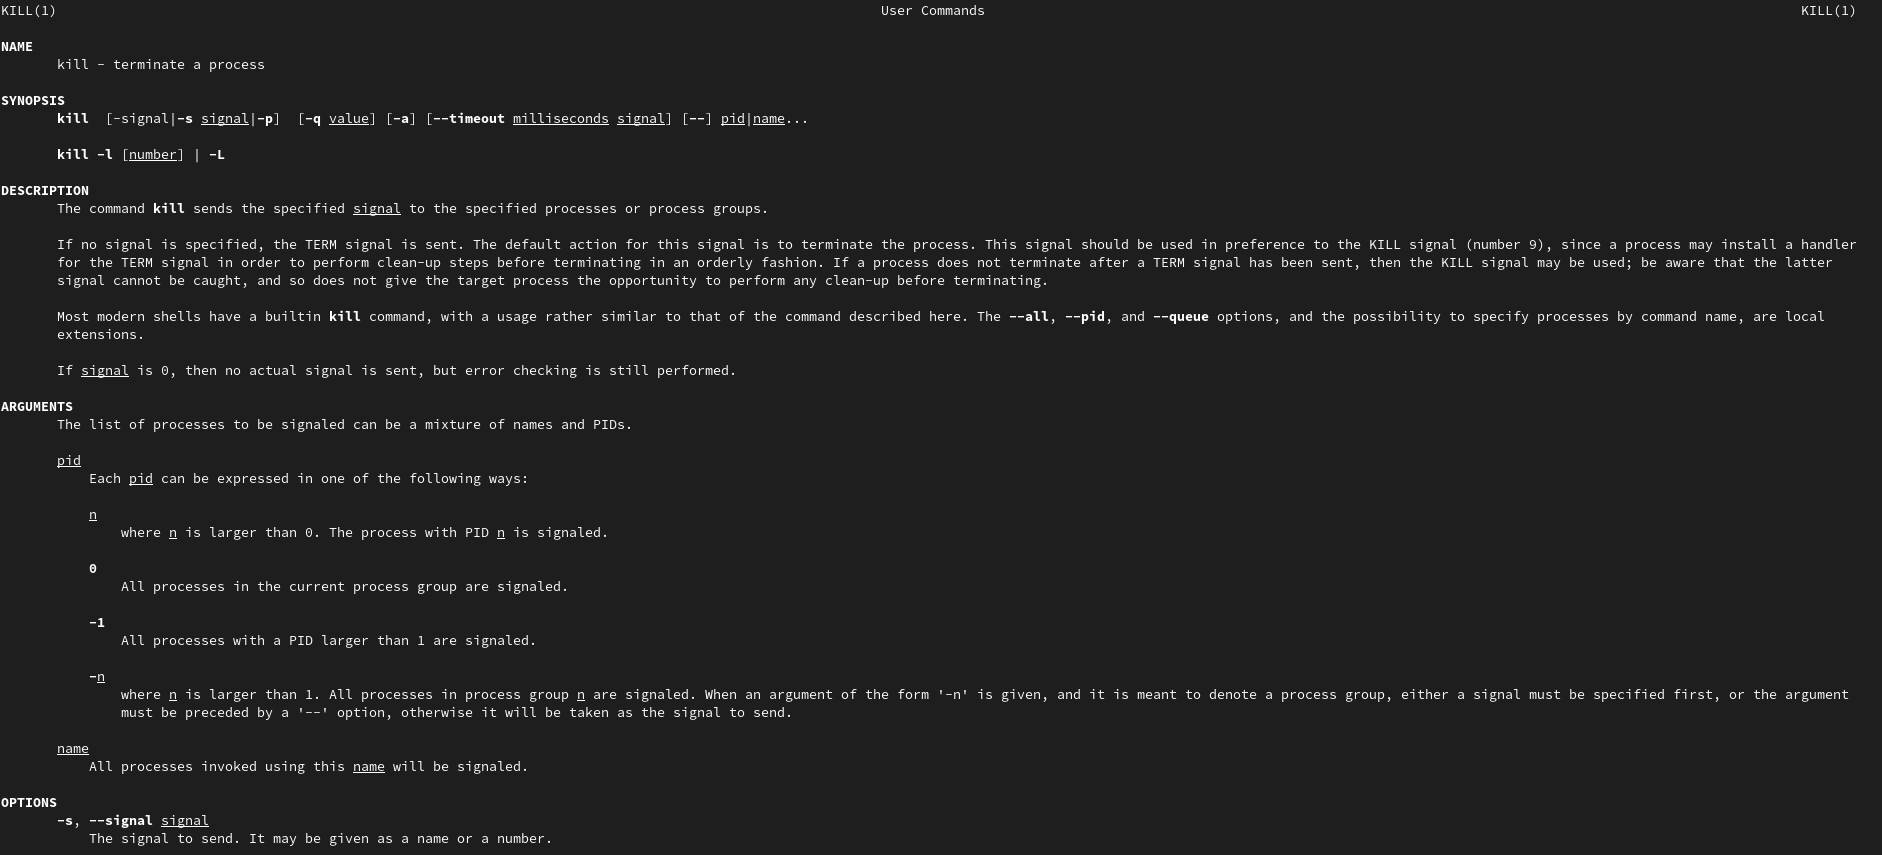 KILL(1) User Commands KILL(1)
NAME
kill - terminate a process
SYNOPSIS
kill [-signal|-s signal|-p] [-q value] [-a] [--timeout milliseconds signal] [--] pid|name...
kill -l [number] | -L
DESCRIPTION
The command kill sends the specified signal to the specified processes or process groups.
If no signal is specified, the TERM signal is sent. The default action for this signal is to terminate the process. This signal should be used in preference to the KILL signal (number 9), since a process may install a handler
for the TERM signal in order to perform clean-up steps before terminating in an orderly fashion. If a process does not terminate after a TERM signal has been sent, then the KILL signal may be used; be aware that the latter
signal cannot be caught, and so does not give the target process the opportunity to perform any clean-up before terminating.
Most modern shells have a builtin kill command, with a usage rather similar to that of the command described here. The --all, --pid, and --queue options, and the possibility to specify processes by command name, are local
extensions.
If signal is 0, then no actual signal is sent, but error checking is still performed.
ARGUMENTS
The list of processes to be signaled can be a mixture of names and PIDs.
pid
Each pid can be expressed in one of the following ways:
n
where n is larger than 0. The process with PID n is signaled.
0
All processes in the current process group are signaled.
-1
All processes with a PID larger than 1 are signaled.
-n
where n is larger than 1. All processes in process group n are signaled. When an argument of the form '-n' is given, and it is meant to denote a process group, either a signal must be specified first, or the argument
must be preceded by a '--' option, otherwise it will be taken as the signal to send.
name
All processes invoked using this name will be signaled.
OPTIONS
-s, --signal signal
The signal to send. It may be given as a name or a number.